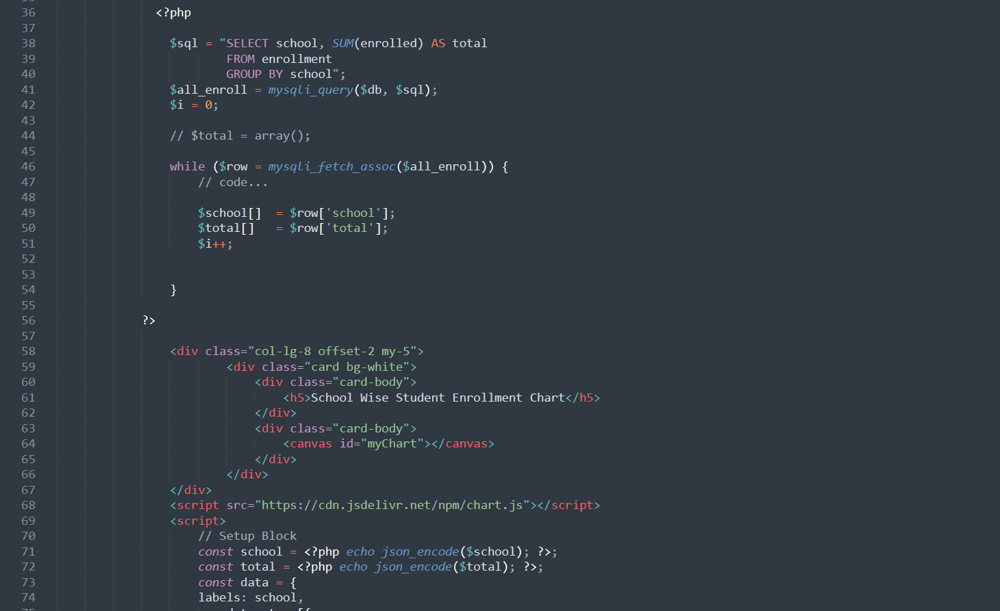 36 <?php
37
38 $sql = "SELECT school, SUM(enrolled) AS total
39 FROM enrollment
40 GROUP BY school";
41 $all_enroll = mysqli_query($db, $sql);
42 $i = 0;
43
44 // $total = array();
45
46 while ($row = mysqli_fetch_assoc($all_enroll)) {
47 // code...
48
49 $school[] = $row['school'];
50 $total[] = $row['total'];
51 $i++;
52
53
54 }
55
56 ?>
57
58 <div class="col-lg-8 offset-2 my-5">
59 <div class="card bg-white">
60 <div class="card-body">
61 <h5>School Wise Student Enrollment Chart</h5>
62 </div>
63 <div class="card-body">
64 <canvas id="myChart"></canvas>
65 </div>
66 </div>
67 </div>
68 <script src="https://cdn.jsdelivr.net/npm/chart.js"></script>
69 <script>
70 // Setup Block
71 const school = <?php echo json_encode($school); ?>;
72 const total = <?php echo json_encode($total); ?>;
73 const data = {
74 labels: school,